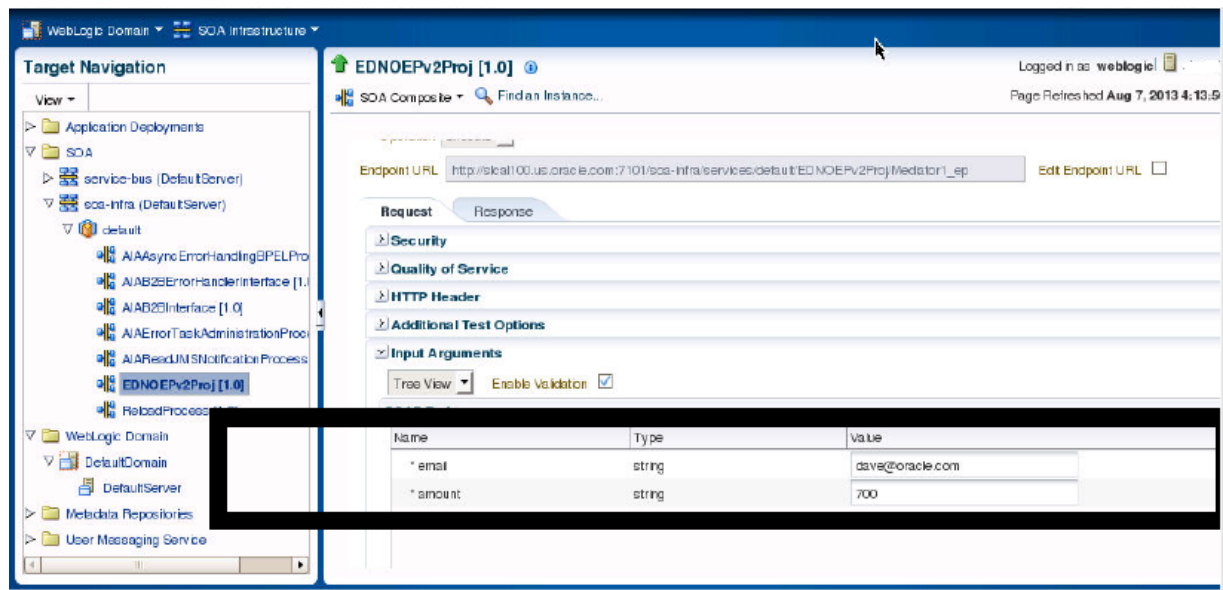 WebLogic Domain SOA Infrastructure
Target Navigation
View
Application Deployments
SOA
service-bus (DefaultServer)
soa-infra (DefaultServer)
default
AIAAsyncErrorHandlingBPELPro
AIAB2BErrorHandlerInterface [1.
AIAB2BInterface [1.0]
AIAErrorTaskAdministrationProc
AIAReadJMSNotificationProcess
EDNOEPv2Proj [1.0]
WebLogic Domain
DefaultDomain
DefaultServer
Metadata Repositories
User Messaging Service
EDNOEPv2Proj [1.0]
Logged in as weblogic
SOA Composite Find an Instance...
Page Refreshed Aug 7, 2013 4:13:5
Endpoint URL http://slcal100.us.oracle.com:7101/soa-infra/services/default/EDNOEPv2Proj/Mediator1_ep Edit Endpoint URL
Request Response
Security
Quality of Service
HTTP Header
Additional Test Options
Input Arguments
Tree View Enable Validation
Name Type Value
* email string dave@oracle.com
* amount string 700